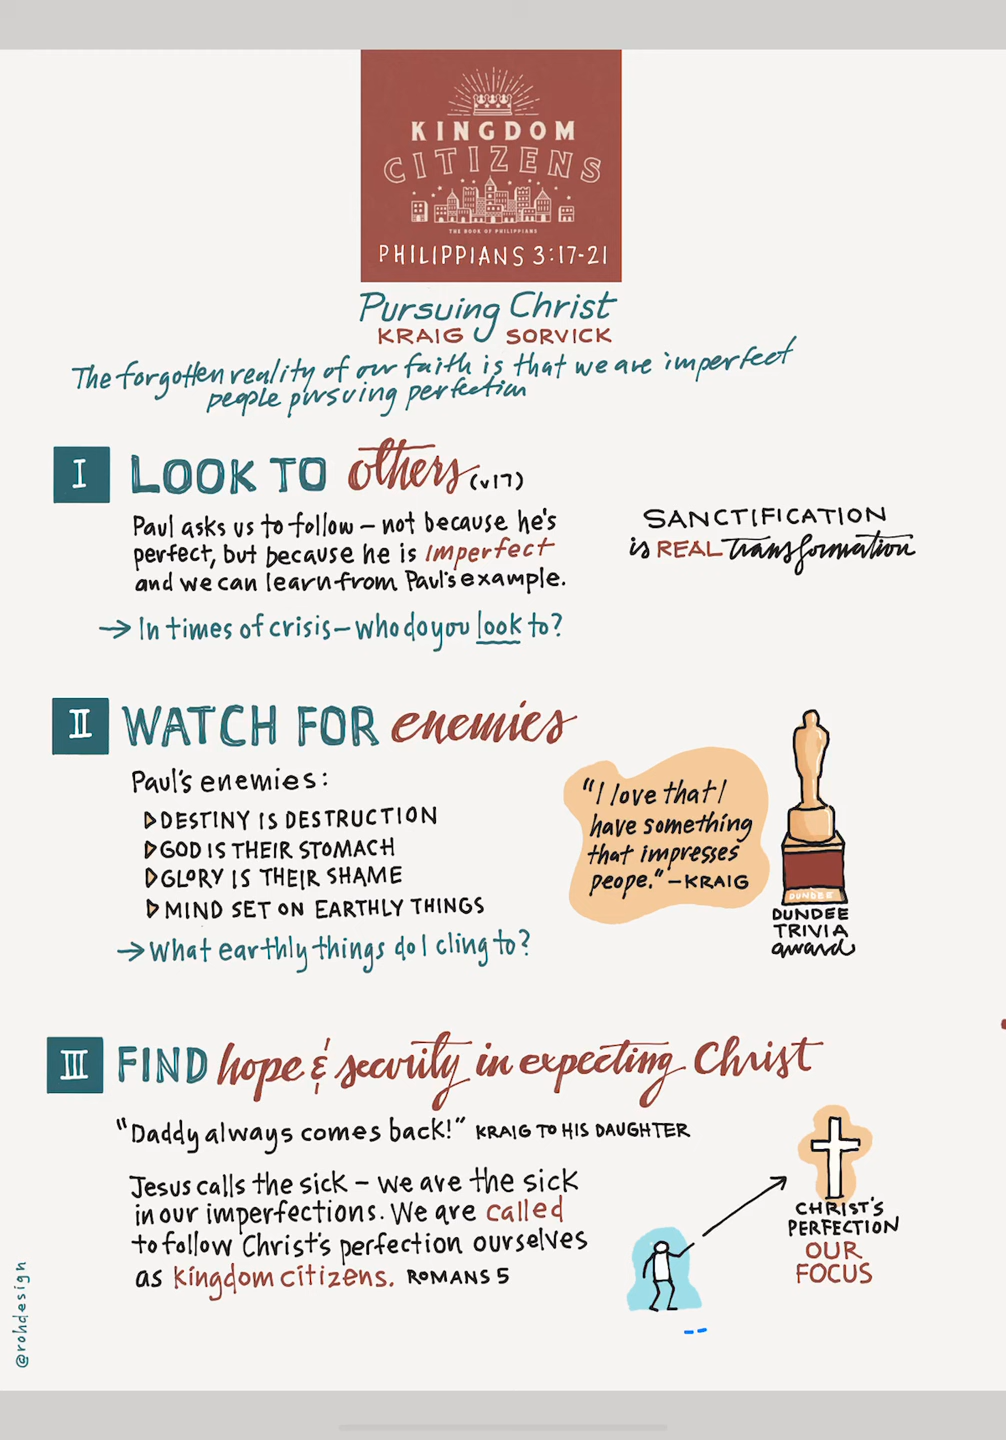 KINGDOM
CITIZENS
THE BOOK OF PHILIPPIANS
PHILIPPIANS 3:17-21
Pursuing Christ
KRAIG SORVICK
The forgotten reality of our faith is that we are imperfect
people pursuing perfection
I LOOK TO others (v17)
Paul asks us to follow – not because he's
perfect, but because he is imperfect
and we can learn from Paul's example.
→ In times of crisis – who do you look to?
SANCTIFICATION
is REAL transformation
II WATCH FOR enemies
Paul's enemies:
▷ DESTINY IS DESTRUCTION
▷ GOD IS THEIR STOMACH
▷ GLORY IS THEIR SHAME
▷ MIND SET ON EARTHLY THINGS
→ What earthly things do I cling to?
"I love that I
have something
that impresses
peope." – KRAIG
DUNDEE
DUNDEE
TRIVIA
award
III FIND hope & security in expecting Christ
"Daddy always comes back!" KRAIG TO HIS DAUGHTER
Jesus calls the sick – we are the sick
in our imperfections. We are called
to follow Christ's perfection ourselves
as kingdom citizens. ROMANS 5
CHRIST'S
PERFECTION
OUR
FOCUS
@rohdesign